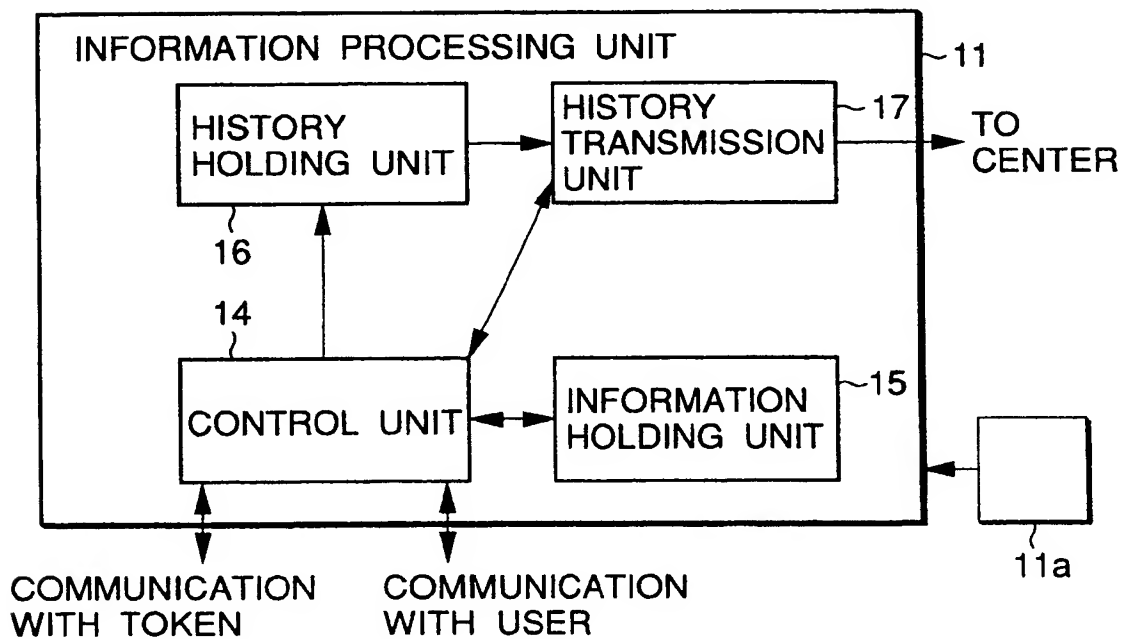 INFORMATION PROCESSING UNIT
11
HISTORY
HOLDING UNIT
16
HISTORY
TRANSMISSION
UNIT
17
TO
CENTER
14
CONTROL UNIT
INFORMATION
HOLDING UNIT
15
11a
COMMUNICATION
WITH TOKEN
COMMUNICATION
WITH USER